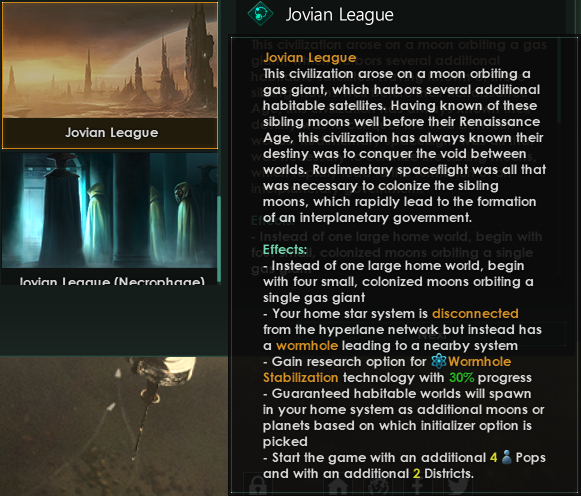 Jovian League
Jovian League
This civilization arose on a moon orbiting a
gas giant, which harbors several additional
habitable satellites. Having known of these
sibling moons well before their Renaissance
Age, this civilization has always known their
destiny was to conquer the void between
worlds. Rudimentary spaceflight was all that
was necessary to colonize the sibling
moons, which rapidly lead to the formation
of an interplanetary government.
Effects:
- Instead of one large home world, begin
with four small, colonized moons orbiting a
single gas giant
- Your home star system is disconnected
from the hyperlane network but instead has
a wormhole leading to a nearby system
- Gain research option for Wormhole
Stabilization technology with 30% progress
- Guaranteed habitable worlds will spawn
in your home system as additional moons or
planets based on which initializer option is
picked
- Start the game with an additional 4 Pops
and with an additional 2 Districts.
Jovian League
Jovian League (Necrophage)